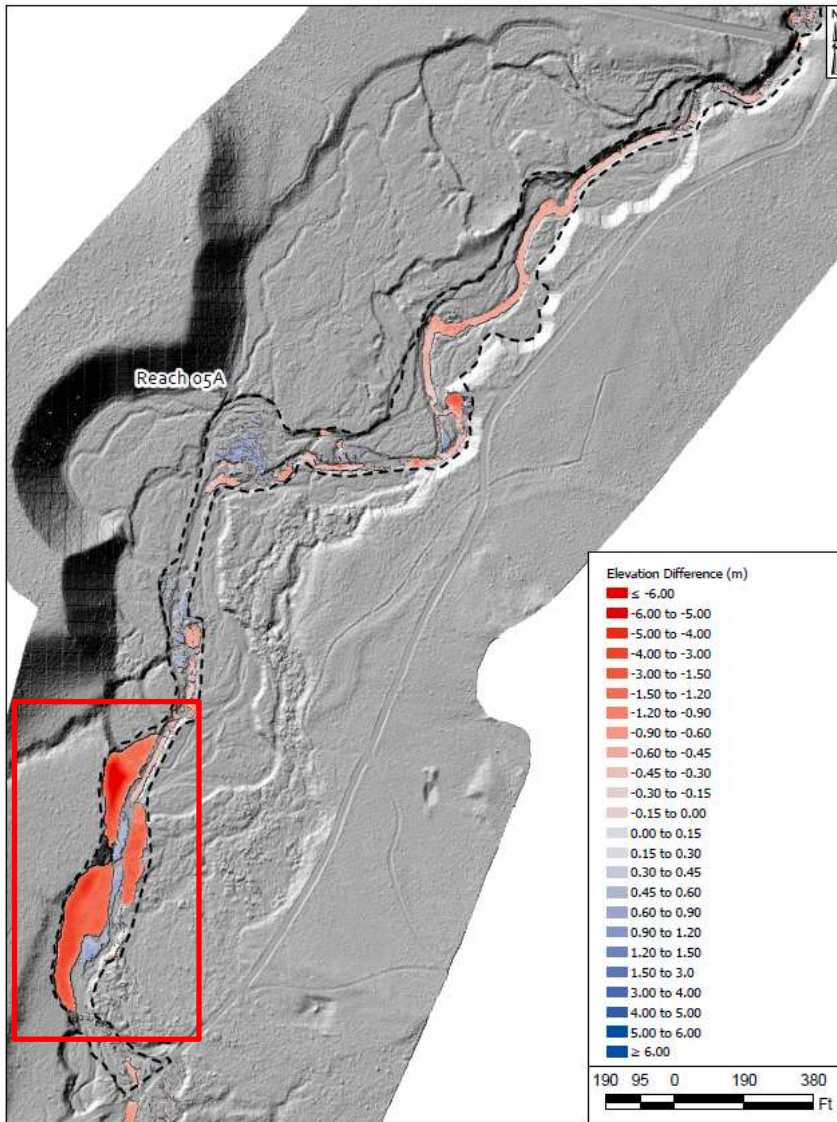 N
Reach 05A
Elevation Difference (m)
≤ -6.00
-6.00 to -5.00
-5.00 to -4.00
-4.00 to -3.00
-3.00 to -1.50
-1.50 to -1.20
-1.20 to -0.90
-0.90 to -0.60
-0.60 to -0.45
-0.45 to -0.30
-0.30 to -0.15
-0.15 to 0.00
0.00 to 0.15
0.15 to 0.30
0.30 to 0.45
0.45 to 0.60
0.60 to 0.90
0.90 to 1.20
1.20 to 1.50
1.50 to 3.0
3.00 to 4.00
4.00 to 5.00
5.00 to 6.00
≥ 6.00
190 95 0 190 380
Ft